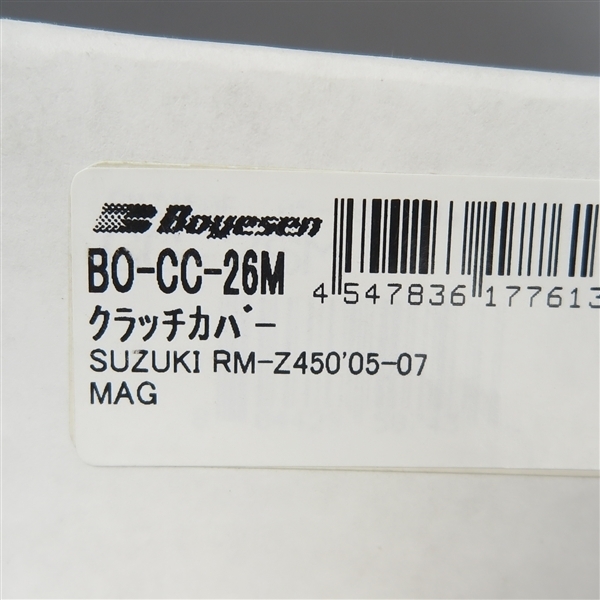 Boyesen
BO-CC-26M
4 547836 177613
クラッチカバー
SUZUKI RM-Z450'05-07
MAG